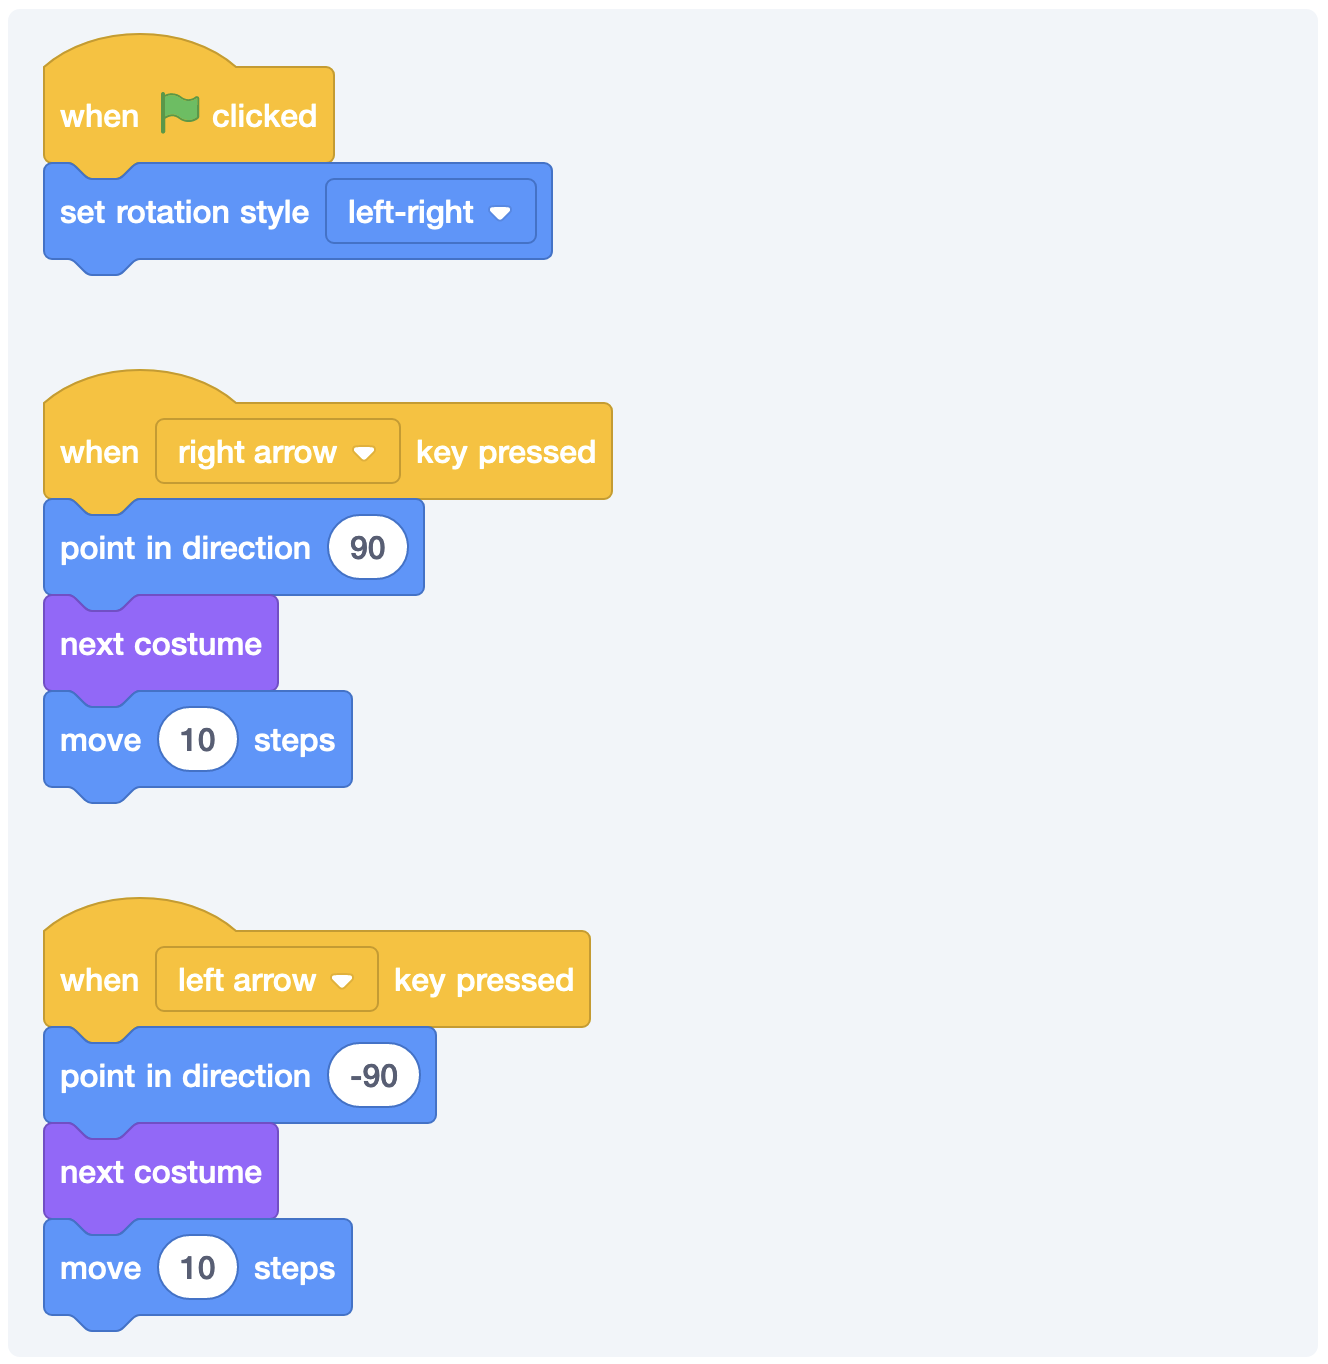 when clicked
set rotation style left-right
when right arrow key pressed
point in direction 90
next costume
move 10 steps
when left arrow key pressed
point in direction -90
next costume
move 10 steps